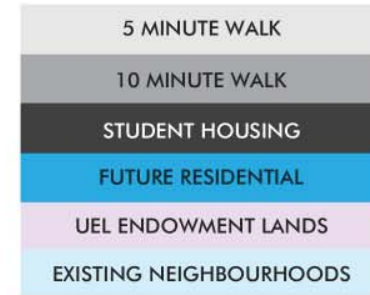 5 MINUTE WALK
10 MINUTE WALK
STUDENT HOUSING
FUTURE RESIDENTIAL
UEL ENDOWMENT LANDS
EXISTING NEIGHBOURHOODS